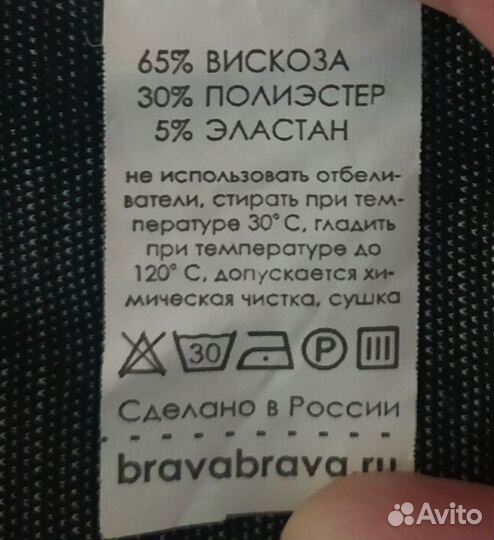 65% ВИСКОЗА
30% ПОЛИЭСТЕР
5% ЭЛАСТАН
не использовать отбели-
ватели, стирать при тем-
пературе 30° С, гладить
при температуре до
120° С, допускается хи-
мическая чистка, сушка
30 P
Сделано в России
bravabrava.ru
Avito